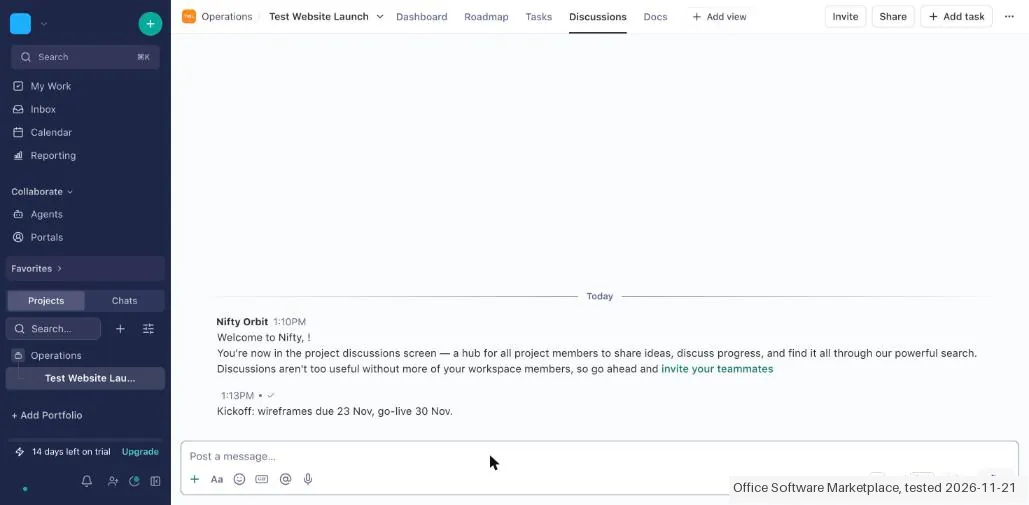 Operations
Test Website Launch
Dashboard
Roadmap
Tasks
Discussions
Docs
+ Add view
Invite
Share
+ Add task
Search
⌘K
My Work
Inbox
Calendar
Reporting
Collaborate
Agents
Portals
Favorites
Projects
Chats
Search...
Operations
Test Website Lau...
+ Add Portfolio
14 days left on trial
Upgrade
Today
Nifty Orbit 1:10PM
Welcome to Nifty, !
You're now in the project discussions screen — a hub for all project members to share ideas, discuss progress, and find it all through our powerful search.
Discussions aren't too useful without more of your workspace members, so go ahead and invite your teammates
1:13PM •
Kickoff: wireframes due 23 Nov, go-live 30 Nov.
Post a message...
Aa
GIF
Office Software Marketplace, tested 2026-11-21